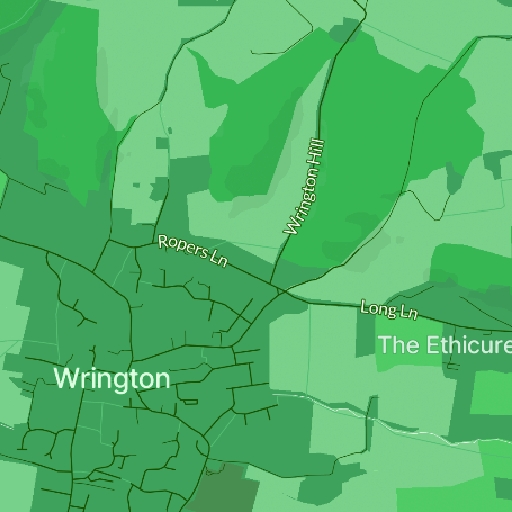 Wrington Hill
Ropers Ln
Long Ln
The Ethicure
Wrington